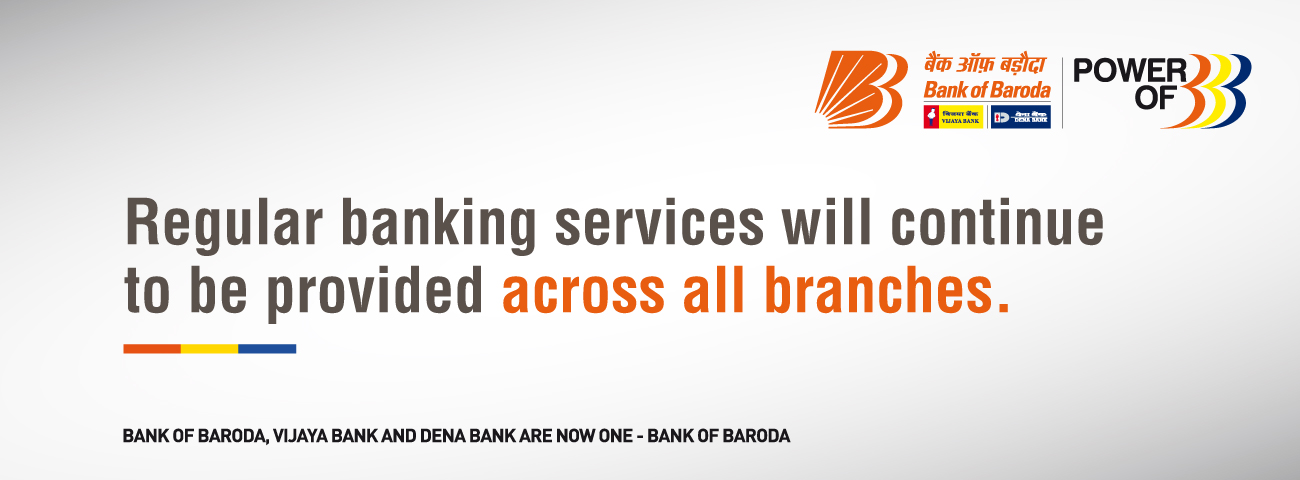 बैंक ऑफ़ बड़ौदा
Bank of Baroda
विजया बैंक
VIJAYA BANK
देना बैंक
DENA BANK
POWER
OF
Regular banking services will continue
to be provided across all branches.
BANK OF BARODA, VIJAYA BANK AND DENA BANK ARE NOW ONE - BANK OF BARODA